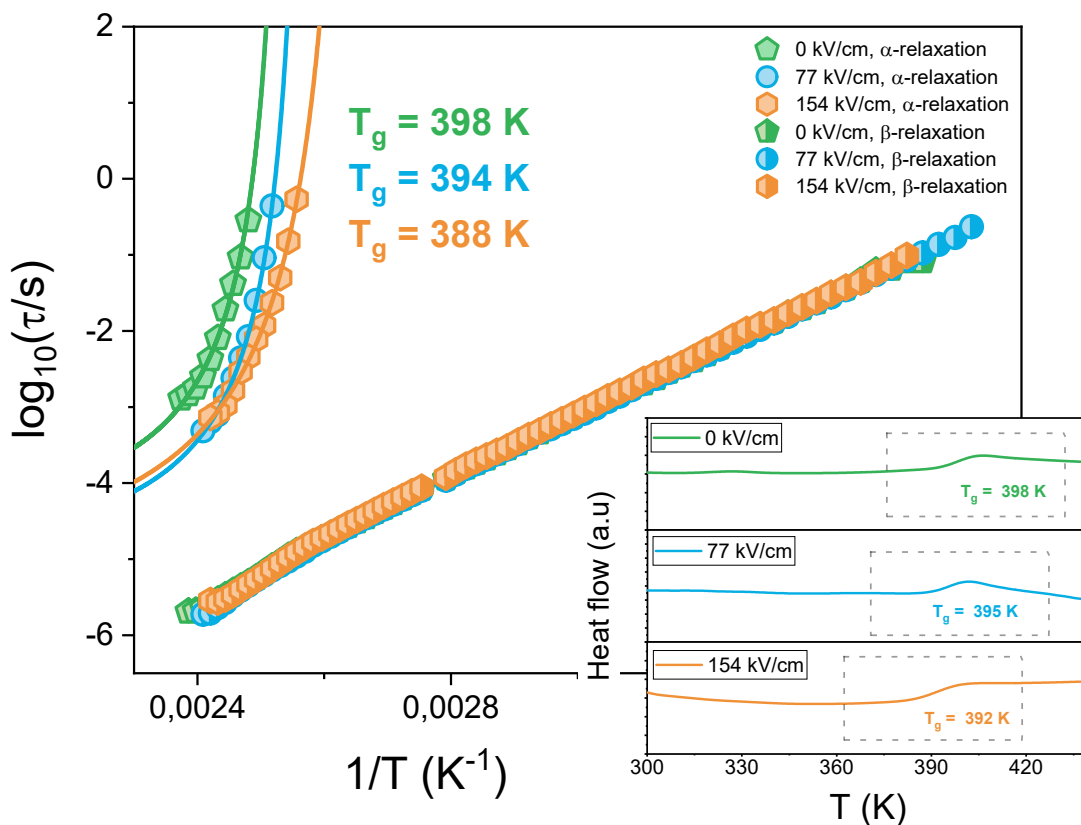 2
0
-2
-4
-6
log10(τ/s)
0,0024
0,0028
1/T (K-1)
Tg = 398 K
Tg = 394 K
Tg = 388 K
0 kV/cm, α-relaxation
77 kV/cm, α-relaxation
154 kV/cm, α-relaxation
0 kV/cm, β-relaxation
77 kV/cm, β-relaxation
154 kV/cm, β-relaxation
Heat flow (a.u)
0 kV/cm
Tg = 398 K
77 kV/cm
Tg = 395 K
154 kV/cm
Tg = 392 K
300
330
360
390
420
T (K)